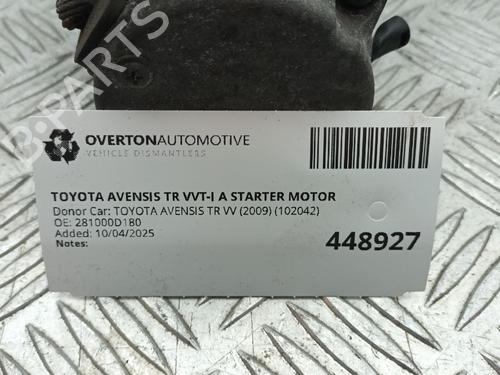 B-PARTS
OVERTONAUTOMOTIVE
VEHICLE DISMANTLERS
TOYOTA AVENSIS TR VVT-I A STARTER MOTOR
Donor Car: TOYOTA AVENSIS TR VV (2009) (102042)
OE: 281000D180
Added: 10/04/2025
Notes:
448927